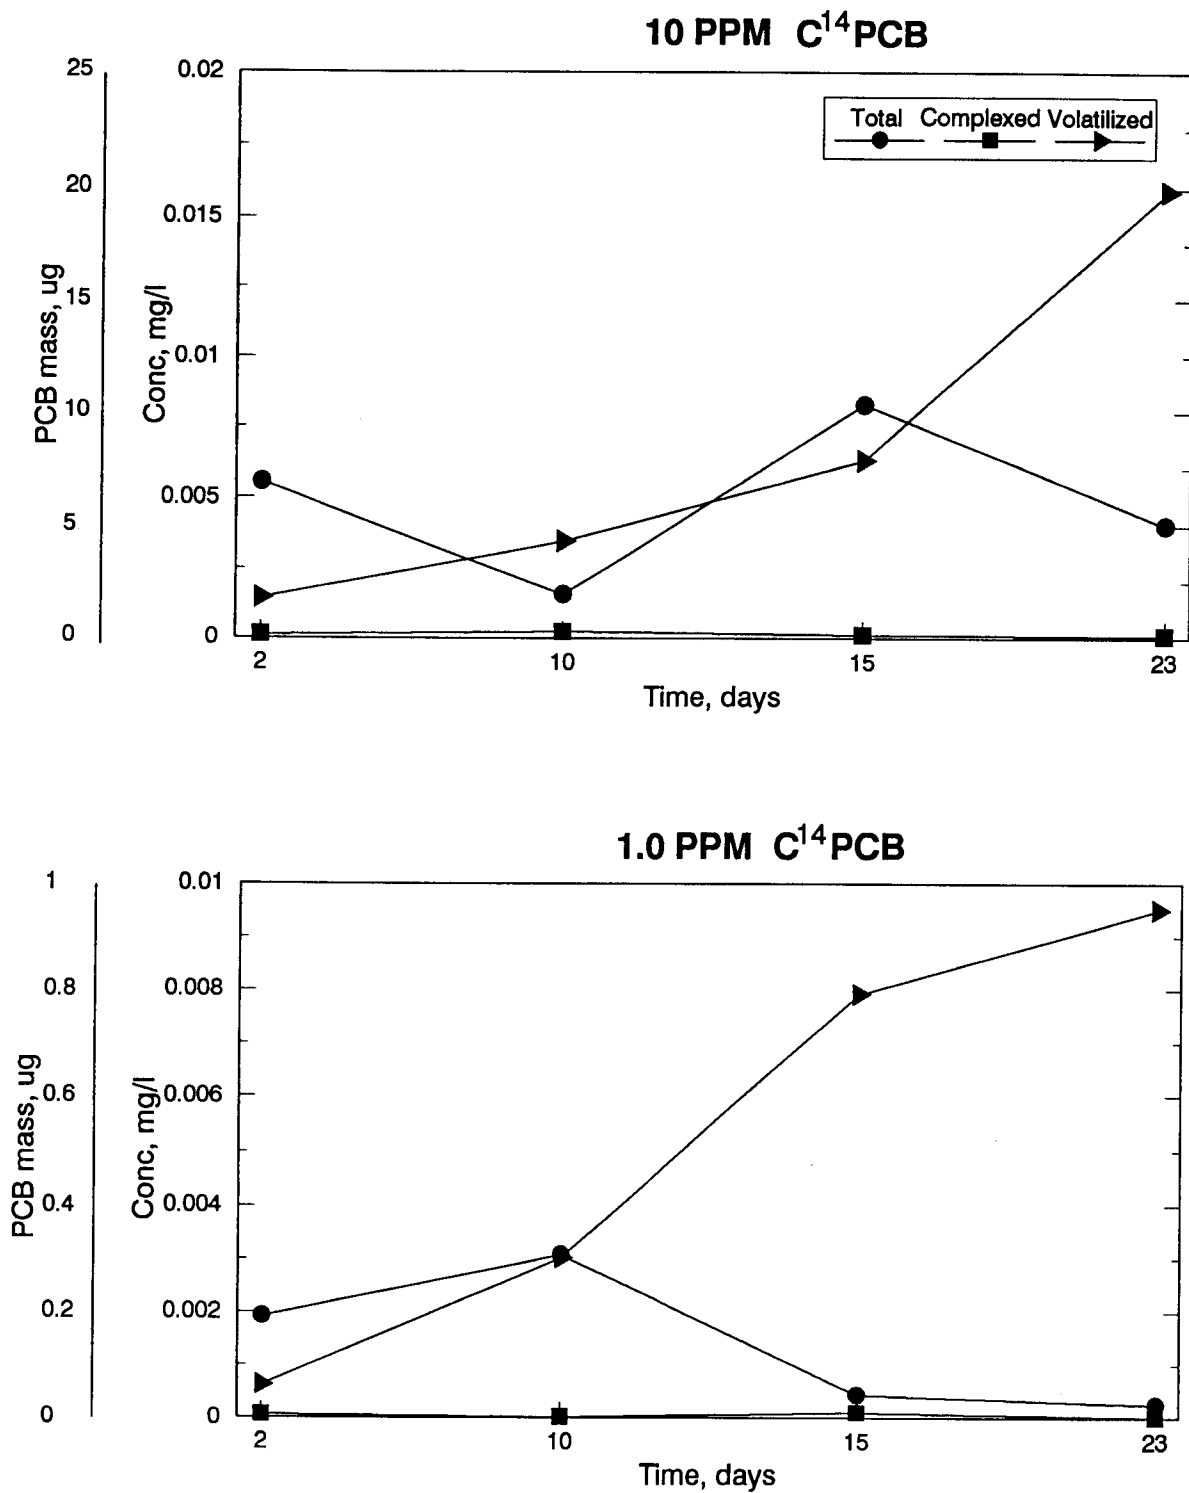 10 PPM C14PCB
25
20
15
10
5
0
PCB mass, ug
0.02
0.015
0.01
0.005
0
Conc, mg/l
Total Complexed Volatilized
2 10 15 23
Time, days
1.0 PPM C14PCB
1
0.8
0.6
0.4
0.2
0
PCB mass, ug
0.01
0.008
0.006
0.004
0.002
0
Conc, mg/l
2 10 15 23
Time, days